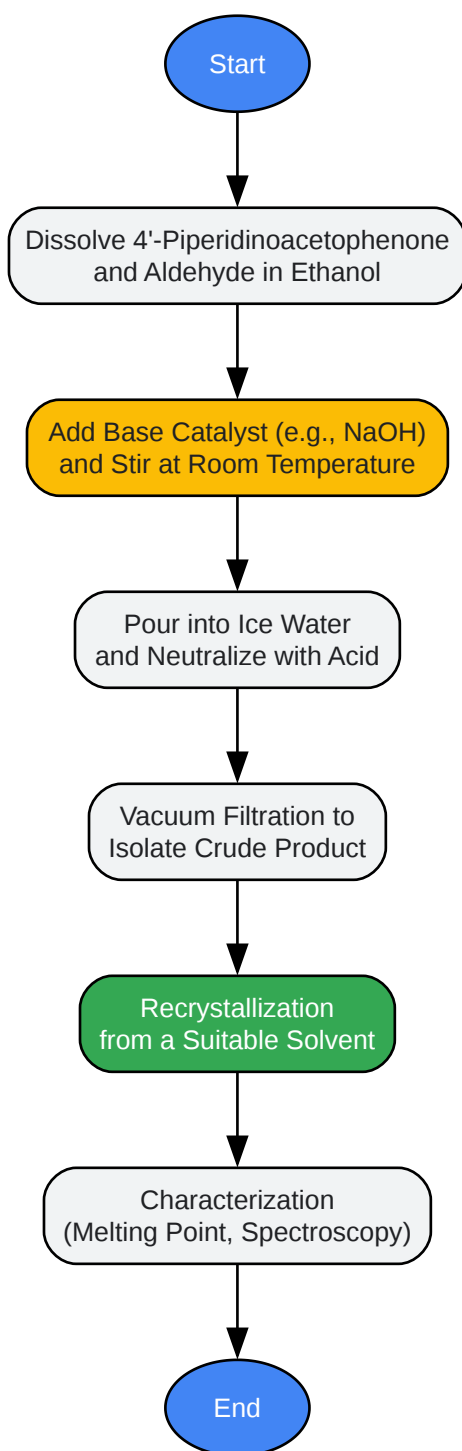 Start
Dissolve 4'-Piperidinoacetophenone
and Aldehyde in Ethanol
Add Base Catalyst (e.g., NaOH)
and Stir at Room Temperature
Pour into Ice Water
and Neutralize with Acid
Vacuum Filtration to
Isolate Crude Product
Recrystallization
from a Suitable Solvent
Characterization
(Melting Point, Spectroscopy)
End